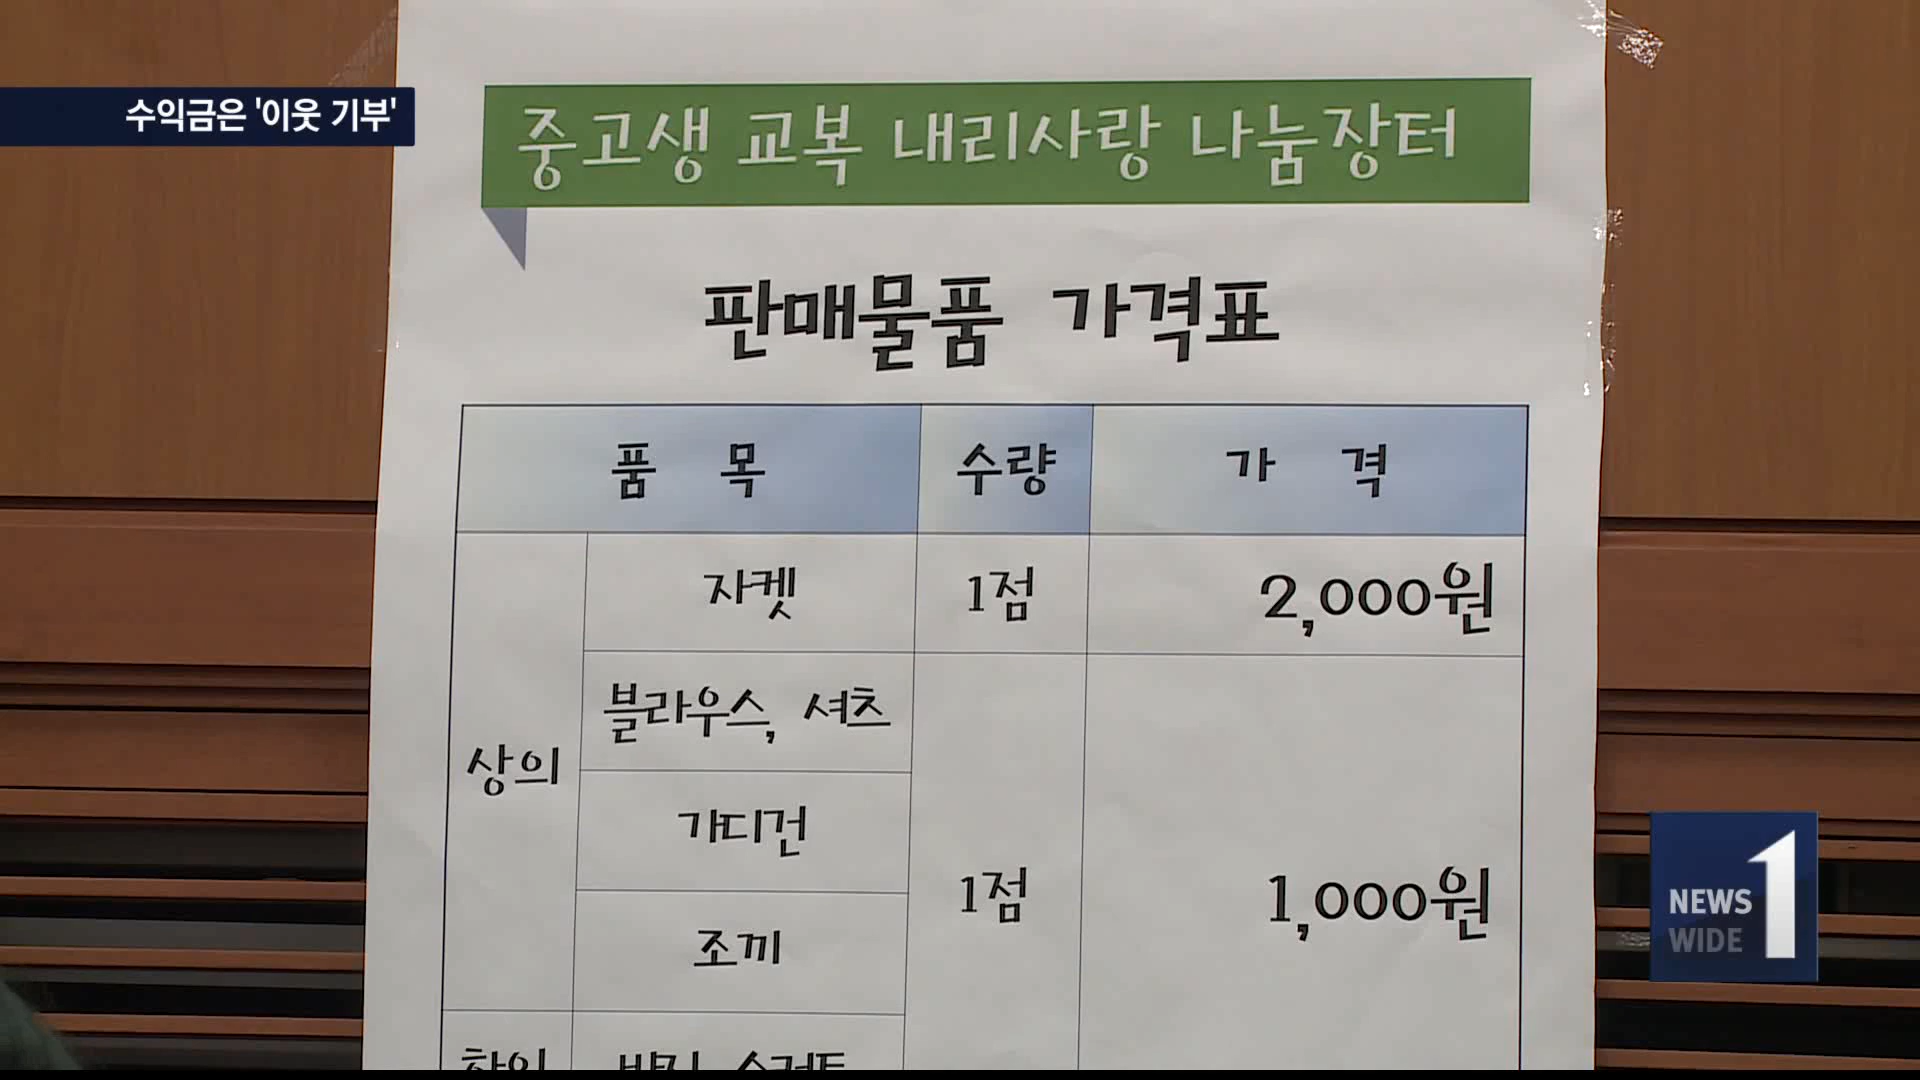 수익금은 '이웃 기부'
중고생 교복 내리사랑 나눔장터
판매물품 가격표
품 목 수량 가 격
상의
자켓 1점 2,000원
블라우스, 셔츠
가디건
조끼
1점 1,000원
NEWS
WIDE
1